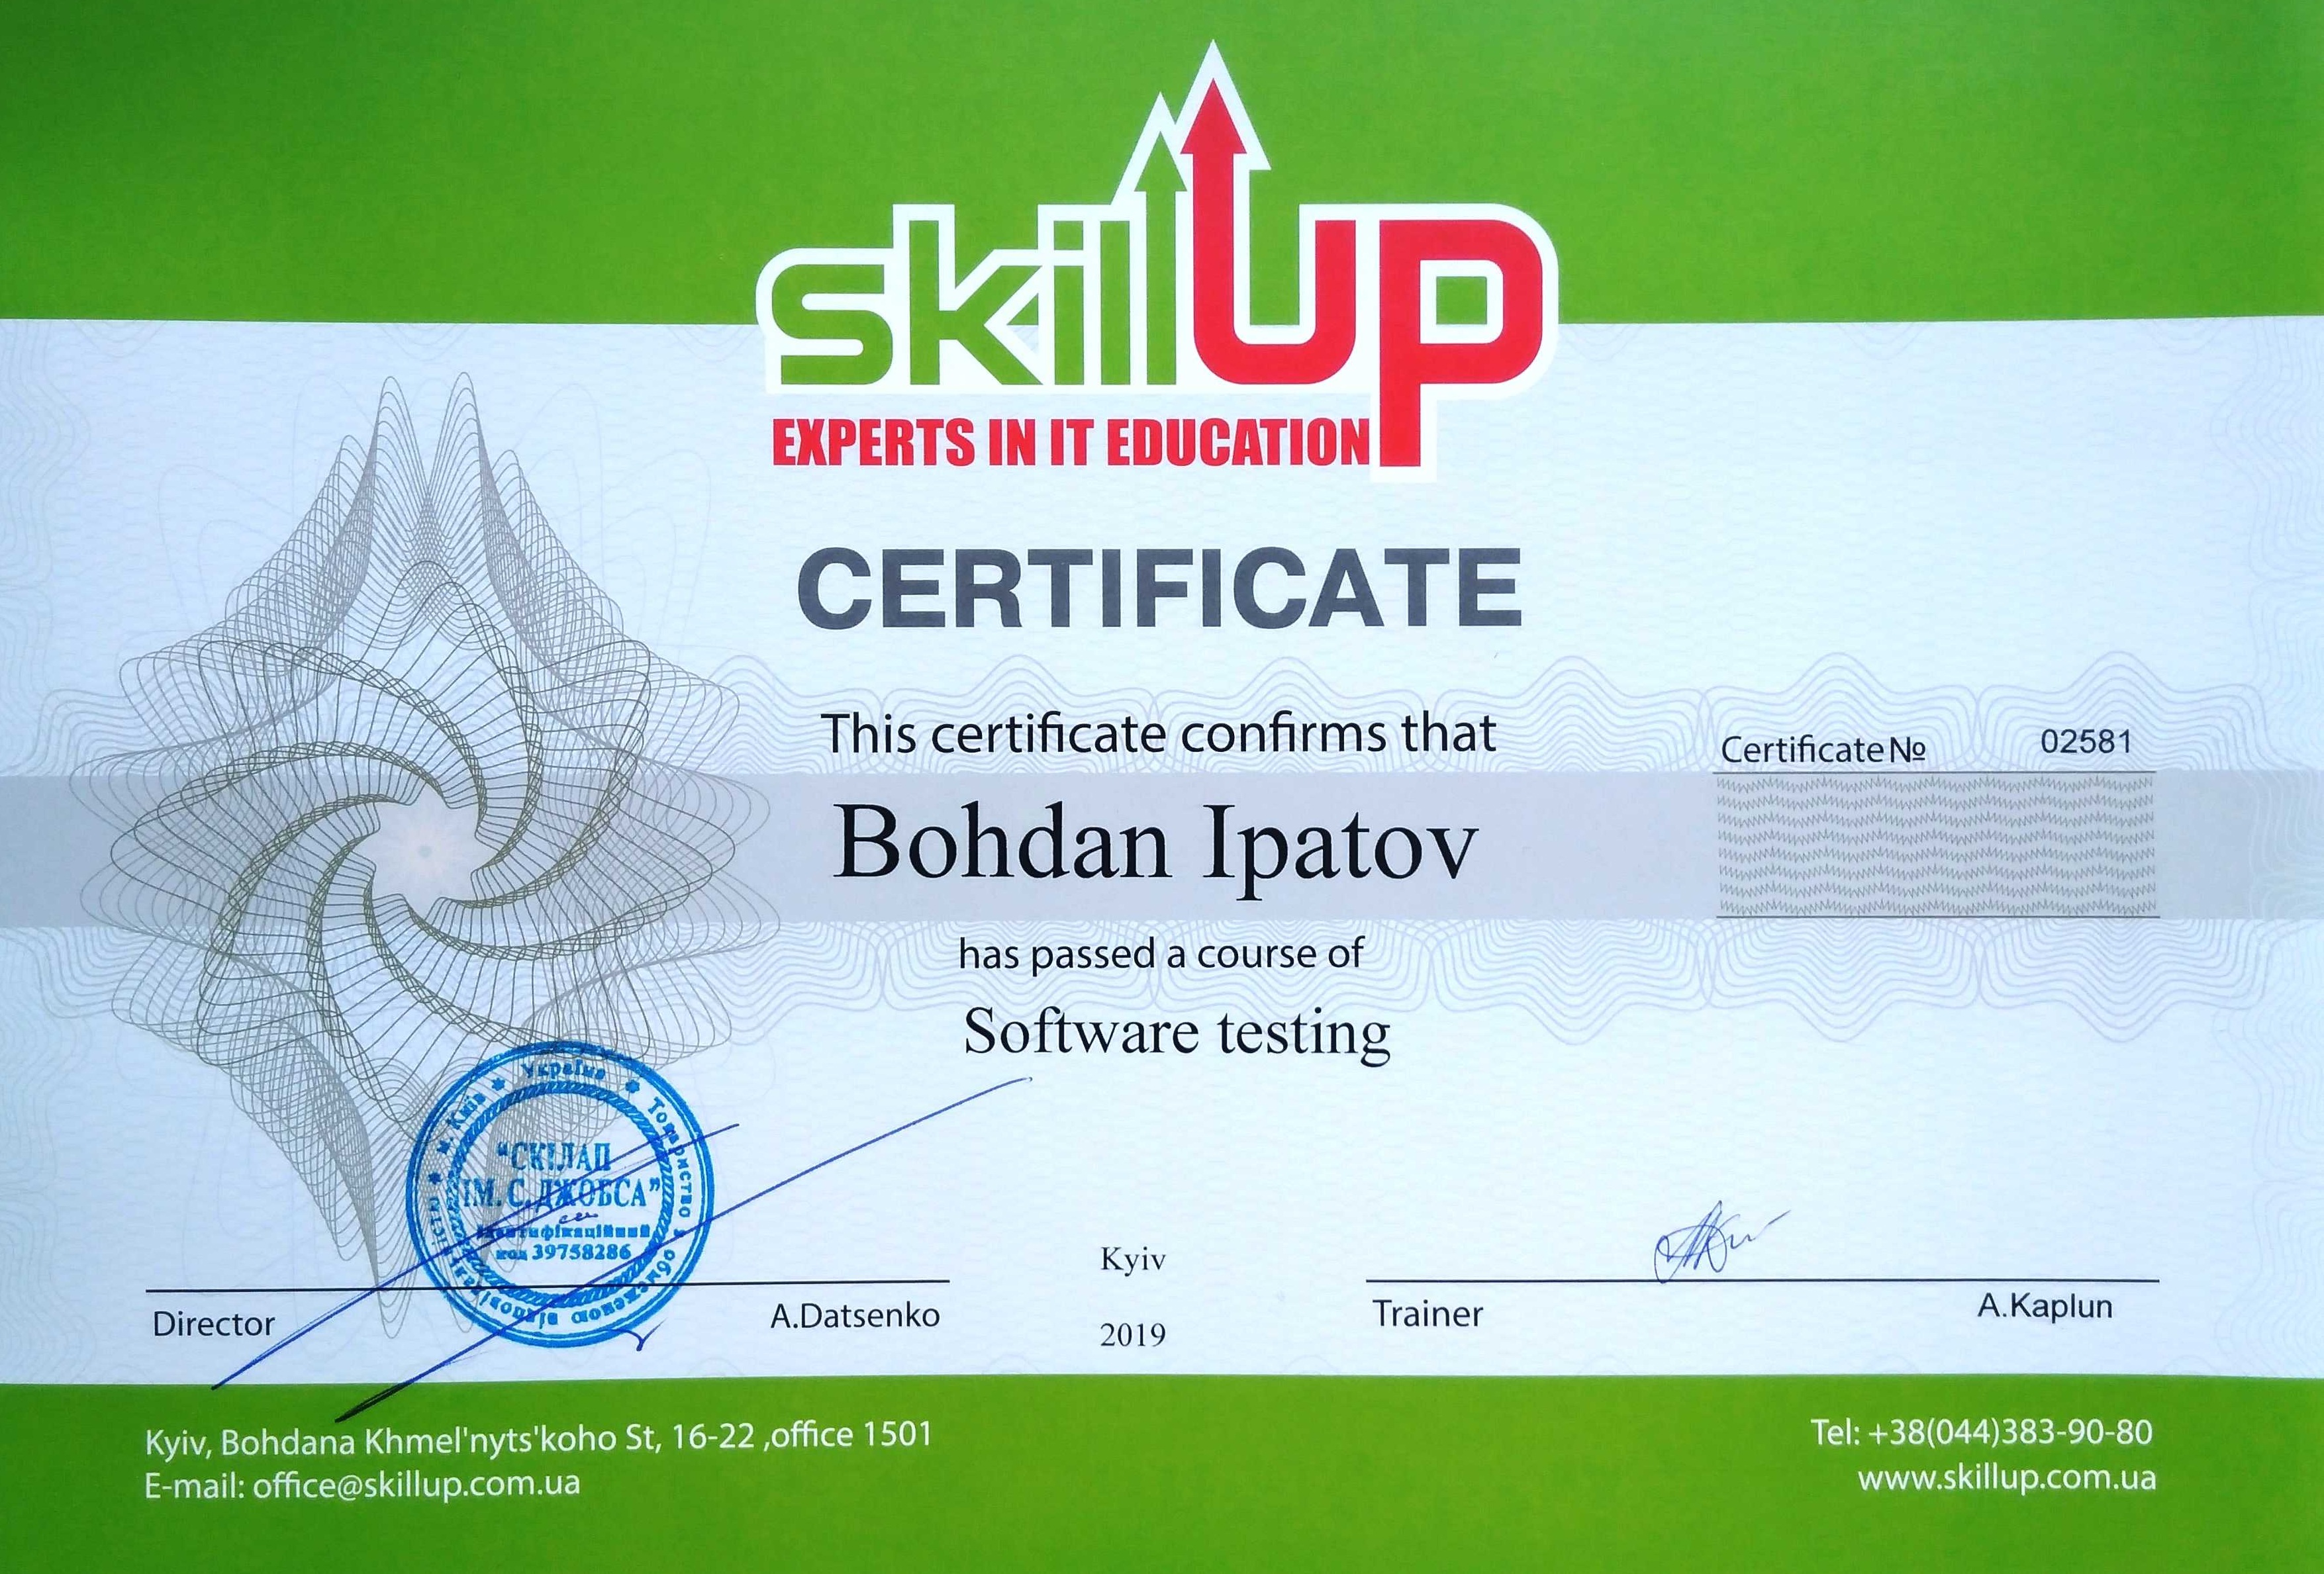 skillUp
EXPERTS IN IT EDUCATION
CERTIFICATE
This certificate confirms that
Certificate № 02581
Bohdan Ipatov
has passed a course of
Software testing
Україна
м. Київ
Товариство з обмеженою відповідальністю
"СКІЛАП
ІМ. С. ДЖОБСА"
Ідентифікаційний
код 39758286
Director
A.Datsenko
Kyiv
2019
Trainer
A.Kaplun
Kyiv, Bohdana Khmel'nyts'koho St, 16-22 ,office 1501
E-mail: office@skillup.com.ua
Tel: +38(044)383-90-80
www.skillup.com.ua